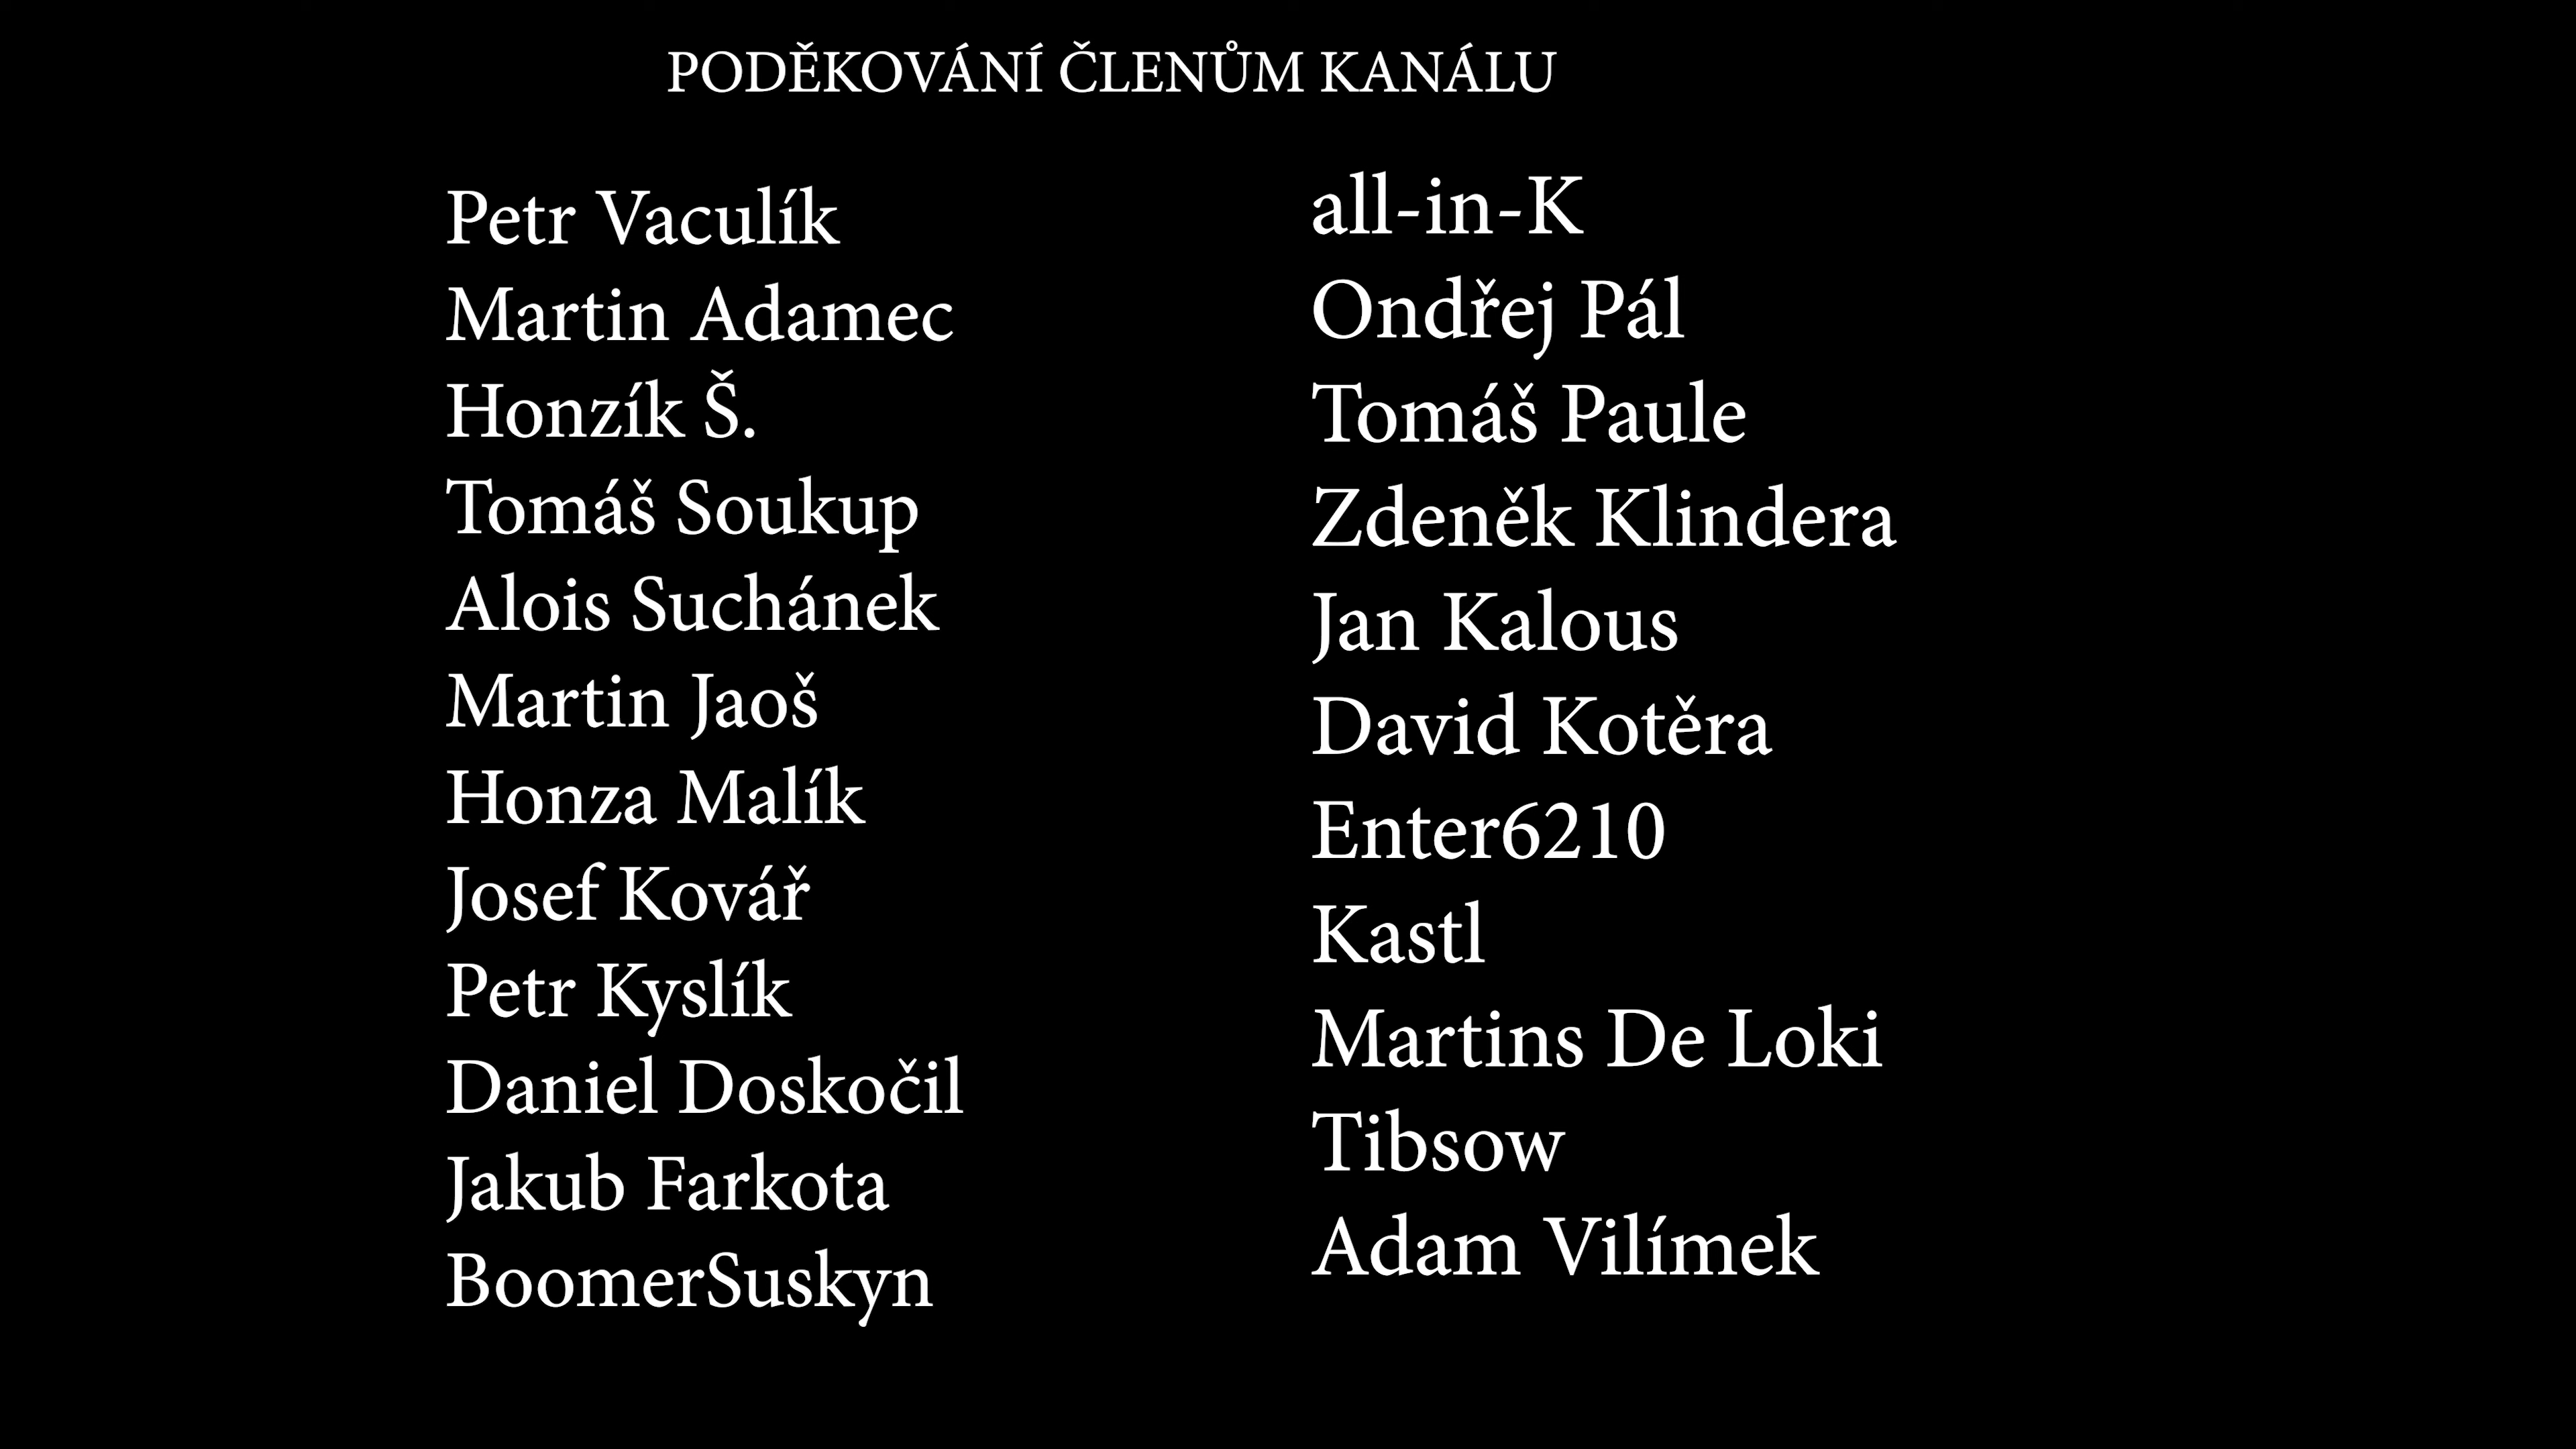 PODĚKOVÁNÍ ČLENŮM KANÁLU
Petr Vaculík
Martin Adamec
Honzík Š.
Tomáš Soukup
Alois Suchánek
Martin Jaoš
Honza Malík
Josef Kovář
Petr Kyslík
Daniel Doskočil
Jakub Farkota
BoomerSuskyn
all-in-K
Ondřej Pál
Tomáš Paule
Zdeněk Klindera
Jan Kalous
David Kotěra
Enter6210
Kastl
Martins De Loki
Tibsow
Adam Vilímek